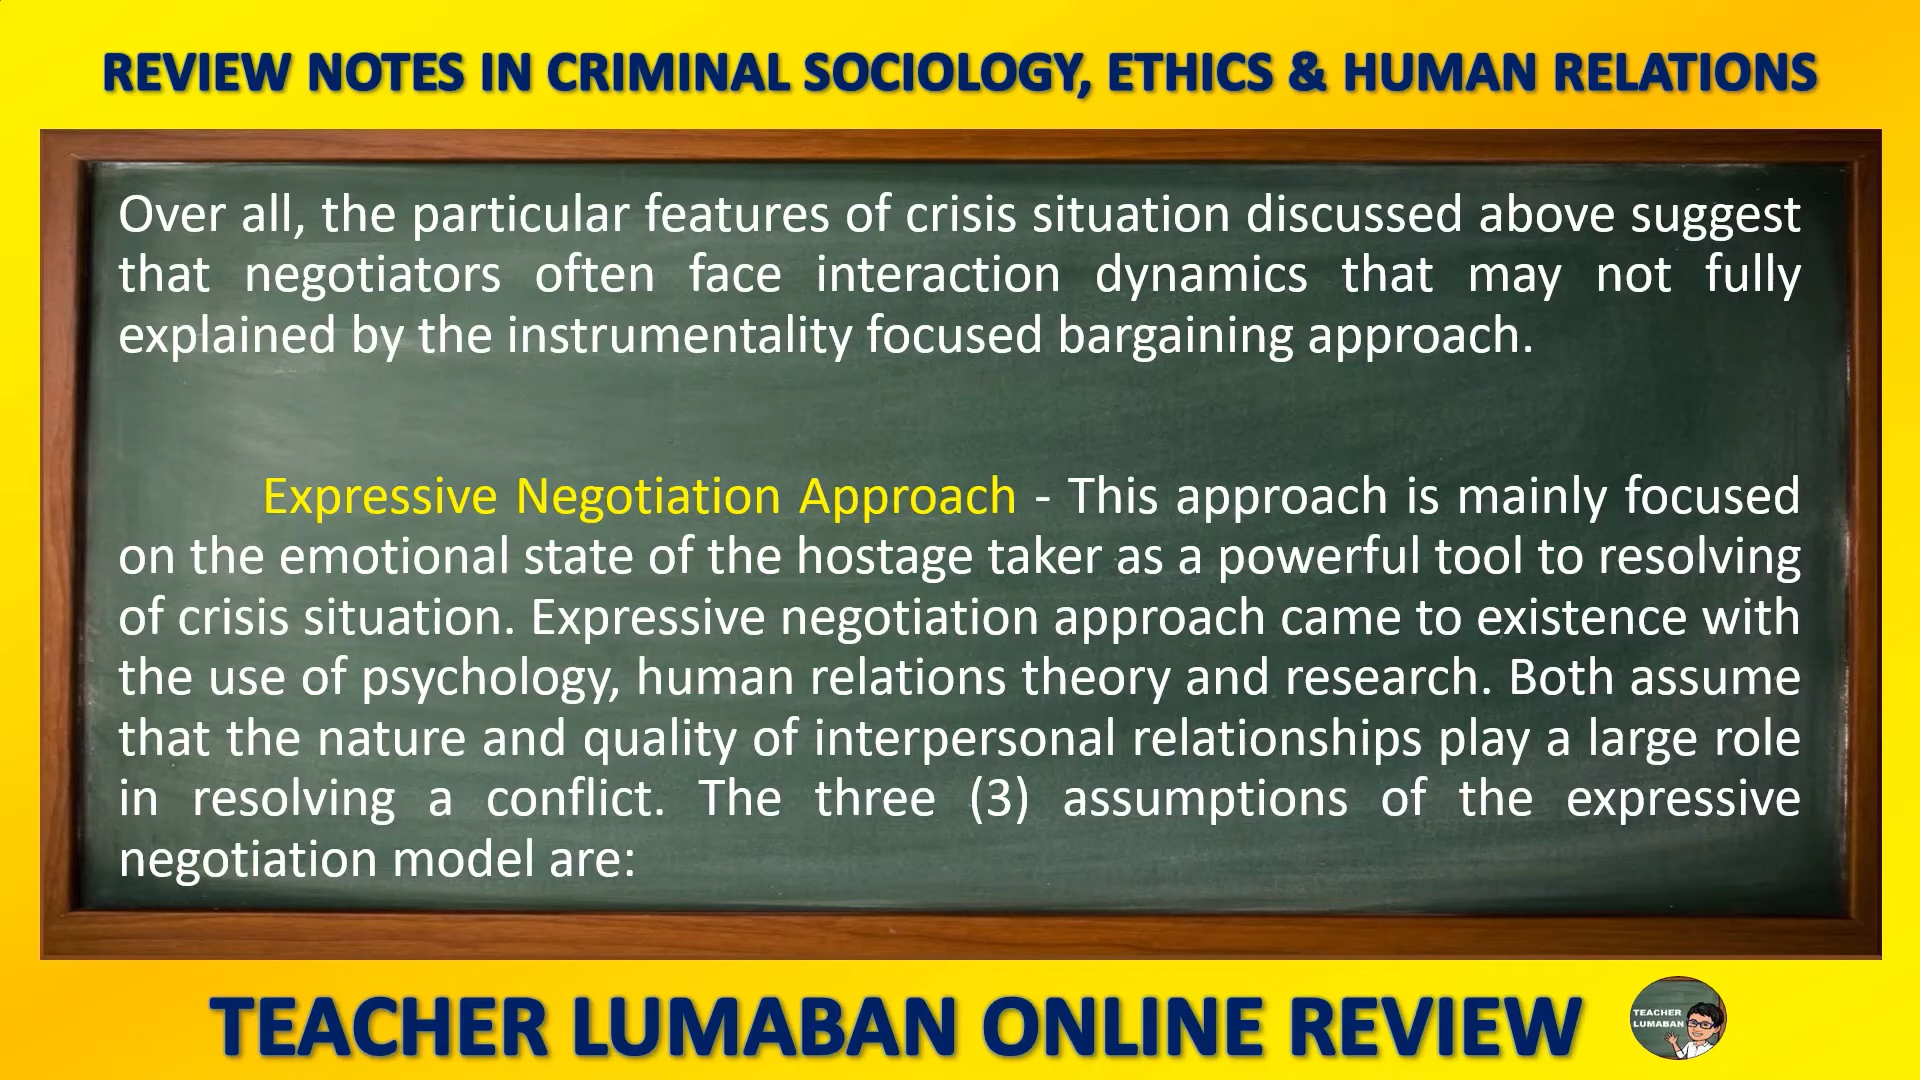 REVIEW NOTES IN CRIMINAL SOCIOLOGY, ETHICS & HUMAN RELATIONS
Over all, the particular features of crisis situation discussed above suggest
that negotiators often face interaction dynamics that may not fully
explained by the instrumentality focused bargaining approach.
Expressive Negotiation Approach - This approach is mainly focused
on the emotional state of the hostage taker as a powerful tool to resolving
of crisis situation. Expressive negotiation approach came to existence with
the use of psychology, human relations theory and research. Both assume
that the nature and quality of interpersonal relationships play a large role
in resolving a conflict. The three (3) assumptions of the expressive
negotiation model are:
TEACHER LUMABAN ONLINE REVIEW
TEACHER
LUMABAN